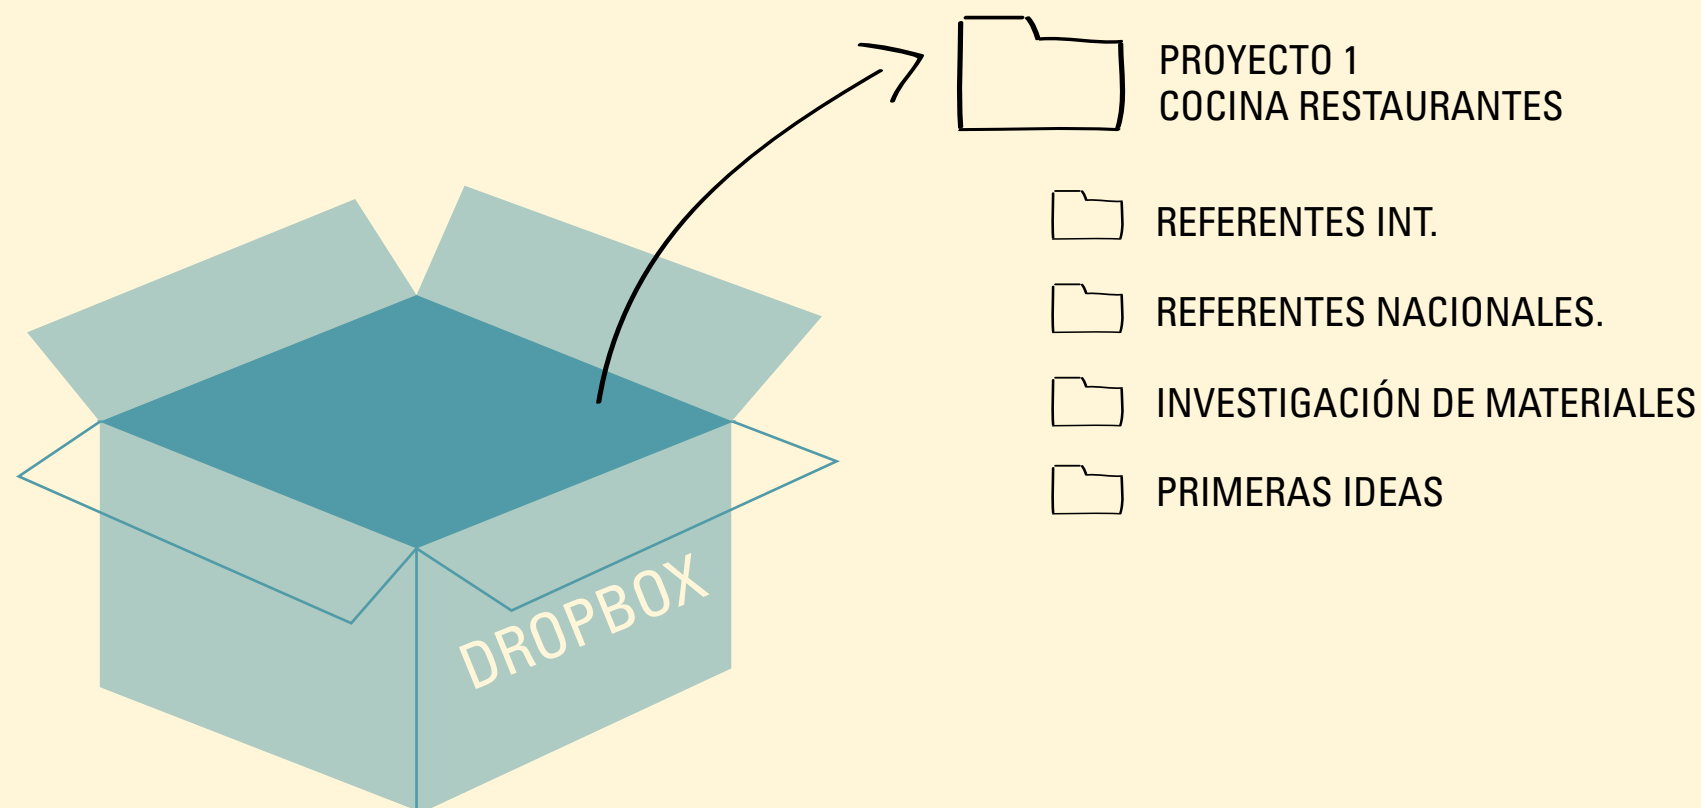 PROYECTO 1
COCINA RESTAURANTES
REFERENTES INT.
REFERENTES NACIONALES.
INVESTIGACIÓN DE MATERIALES
PRIMERAS IDEAS
DROPBOX